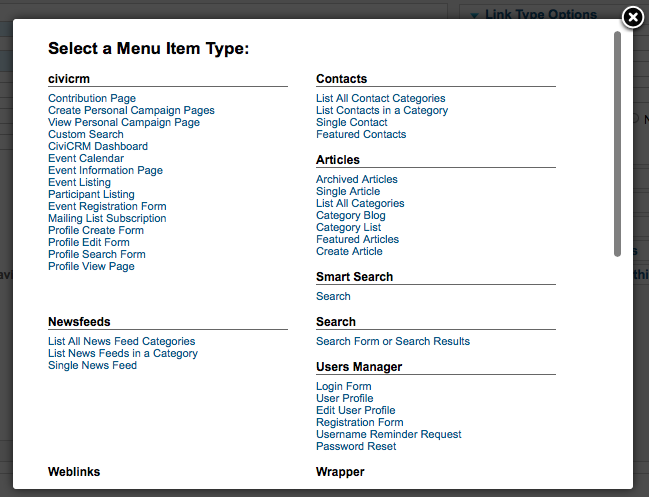 Link Type Options
Select a Menu Item Type:
civicrm
Contribution Page
Create Personal Campaign Pages
View Personal Campaign Page
Custom Search
CiviCRM Dashboard
Event Calendar
Event Information Page
Event Listing
Participant Listing
Event Registration Form
Mailing List Subscription
Profile Create Form
Profile Edit Form
Profile Search Form
Profile View Page
Contacts
List All Contact Categories
List Contacts in a Category
Single Contact
Featured Contacts
Articles
Archived Articles
Single Article
List All Categories
Category Blog
Category List
Featured Articles
Create Article
Smart Search
Search
Newsfeeds
List All News Feed Categories
List News Feeds in a Category
Single News Feed
Search
Search Form or Search Results
Users Manager
Login Form
User Profile
Edit User Profile
Registration Form
Username Reminder Request
Password Reset
Weblinks
Wrapper